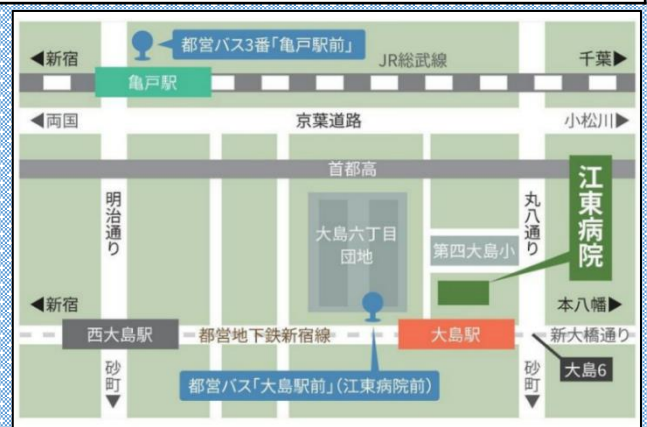 都営バス3番「亀戸駅前」
◀新宿
JR総武線
千葉▶
亀戸駅
◀両国
京葉道路
小松川▶
首都高
明治通り
丸八通り
江東病院
大島六丁目
団地
第四大島小
◀新宿
本八幡▶
西大島駅
都営地下鉄新宿線
大島駅
新大橋通り
砂町▼
都営バス「大島駅前」(江東病院前)
砂町▼
大島6